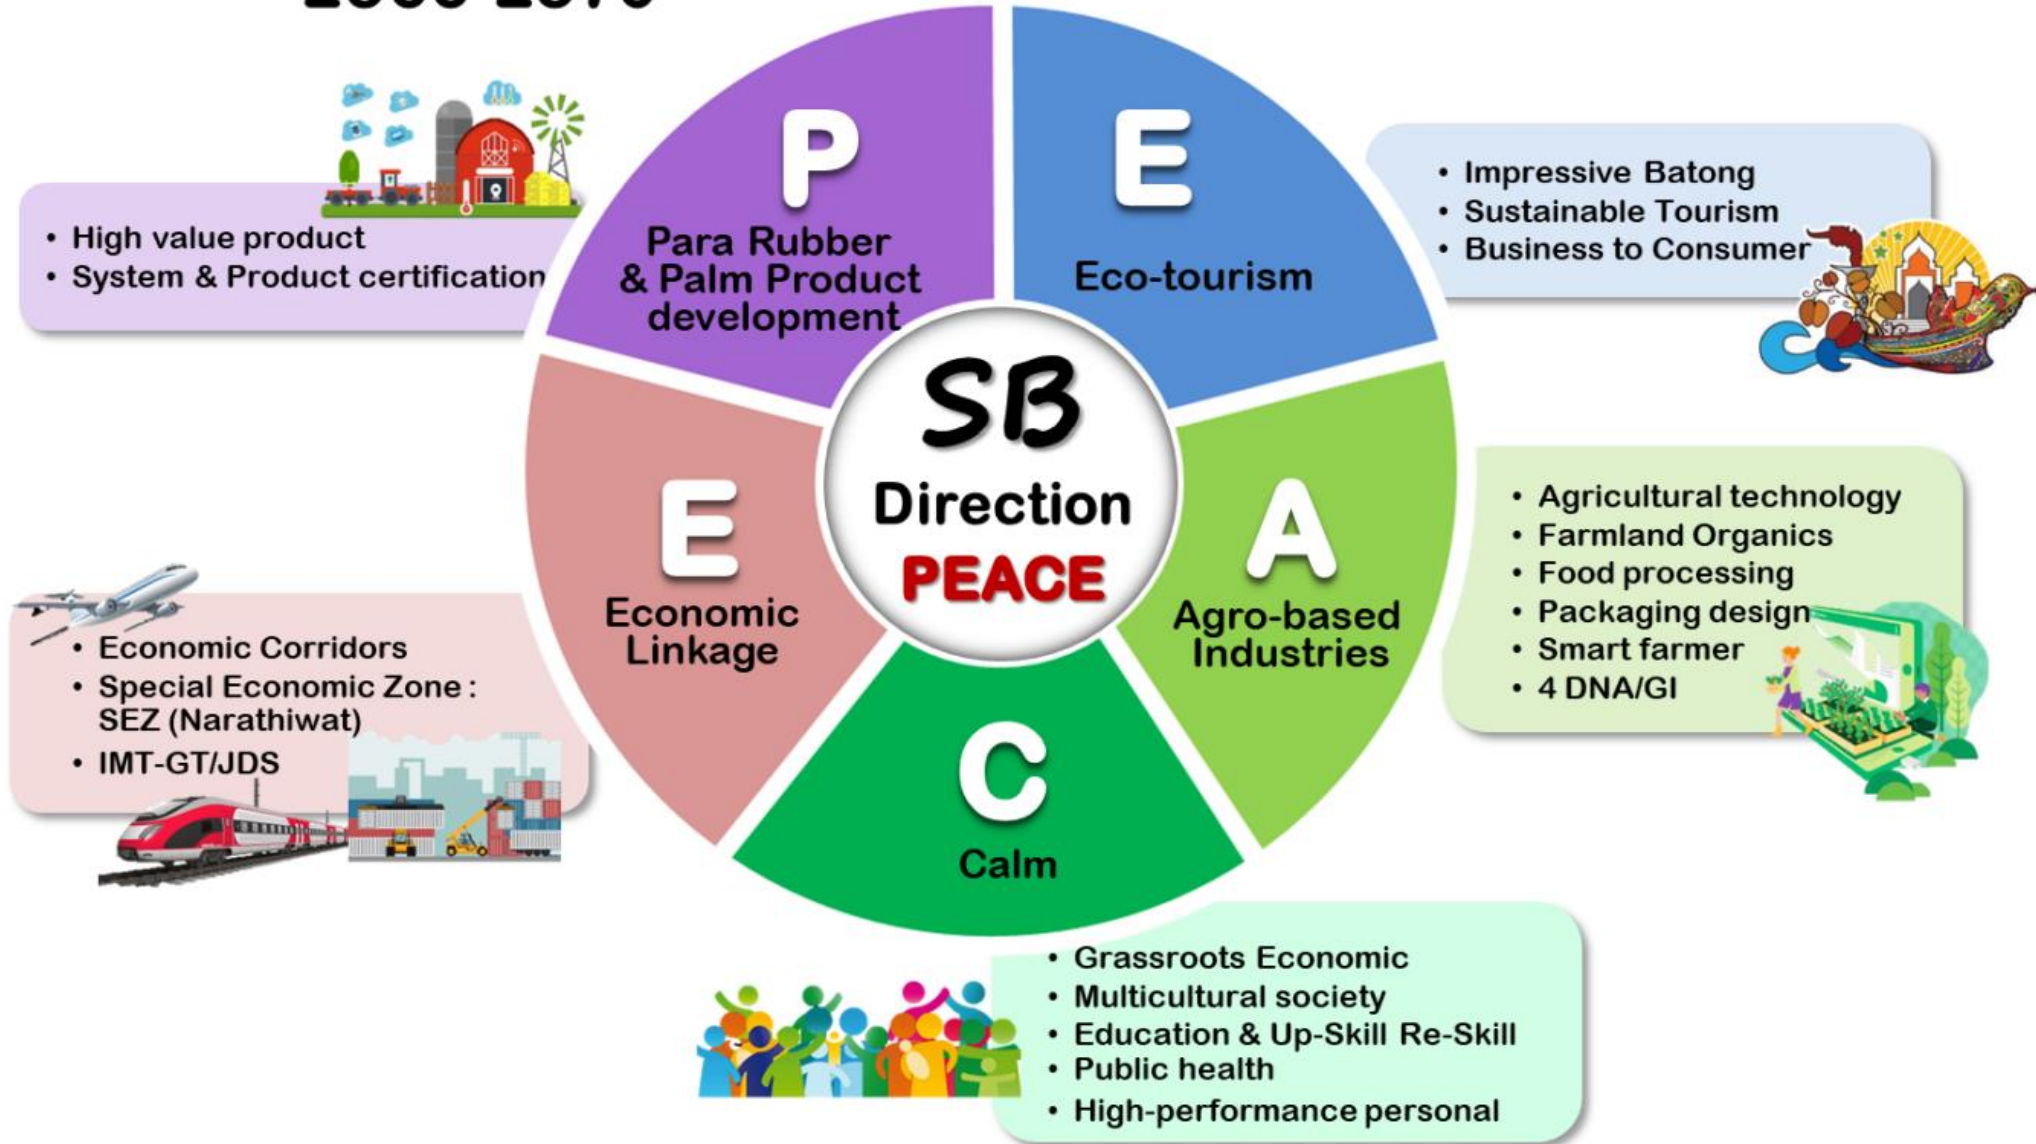 P
Para Rubber
& Palm Product
development
• High value product
• System & Product certification
E
Eco-tourism
• Impressive Batong
• Sustainable Tourism
• Business to Consumer
SB
Direction
PEACE
A
Agro-based
Industries
• Agricultural technology
• Farmland Organics
• Food processing
• Packaging design
• Smart farmer
• 4 DNA/GI
C
Calm
• Grassroots Economic
• Multicultural society
• Education & Up-Skill Re-Skill
• Public health
• High-performance personal
E
Economic
Linkage
• Economic Corridors
• Special Economic Zone :
SEZ (Narathiwat)
• IMT-GT/JDS